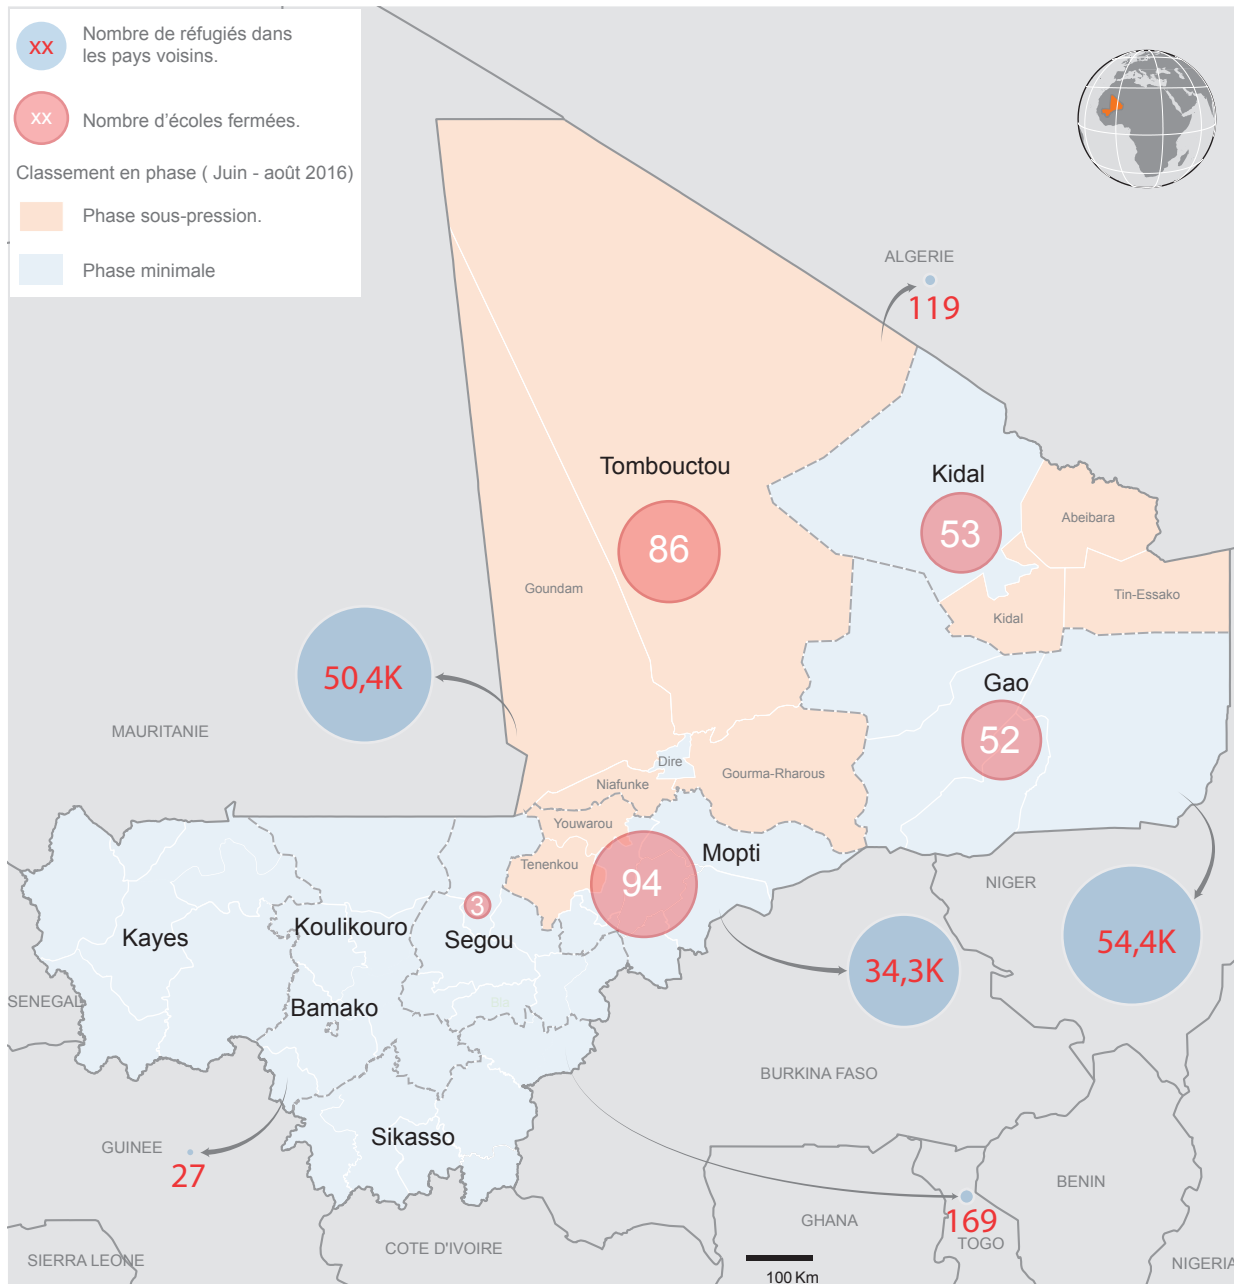 xx
Nombre de réfugiés dans
les pays voisins.
xx
Nombre d'écoles fermées.
Classement en phase ( Juin - août 2016)
Phase sous-pression.
Phase minimale
ALGERIE
119
Tombouctou
86
Kidal
53
Abeibara
Tin-Essako
Kidal
Goundam
50,4K
MAURITANIE
Gao
52
Dire
Gourma-Rharous
Niafunke
Youwarou
Tenenkou
Mopti
94
NIGER
54,4K
3
Segou
Koulikouro
Kayes
34,3K
SENEGAL
Bamako
Bla
BURKINA FASO
Sikasso
GUINEE
27
BENIN
169
GHANA
TOGO
COTE D'IVOIRE
SIERRA LEONE
NIGERIA
100 Km